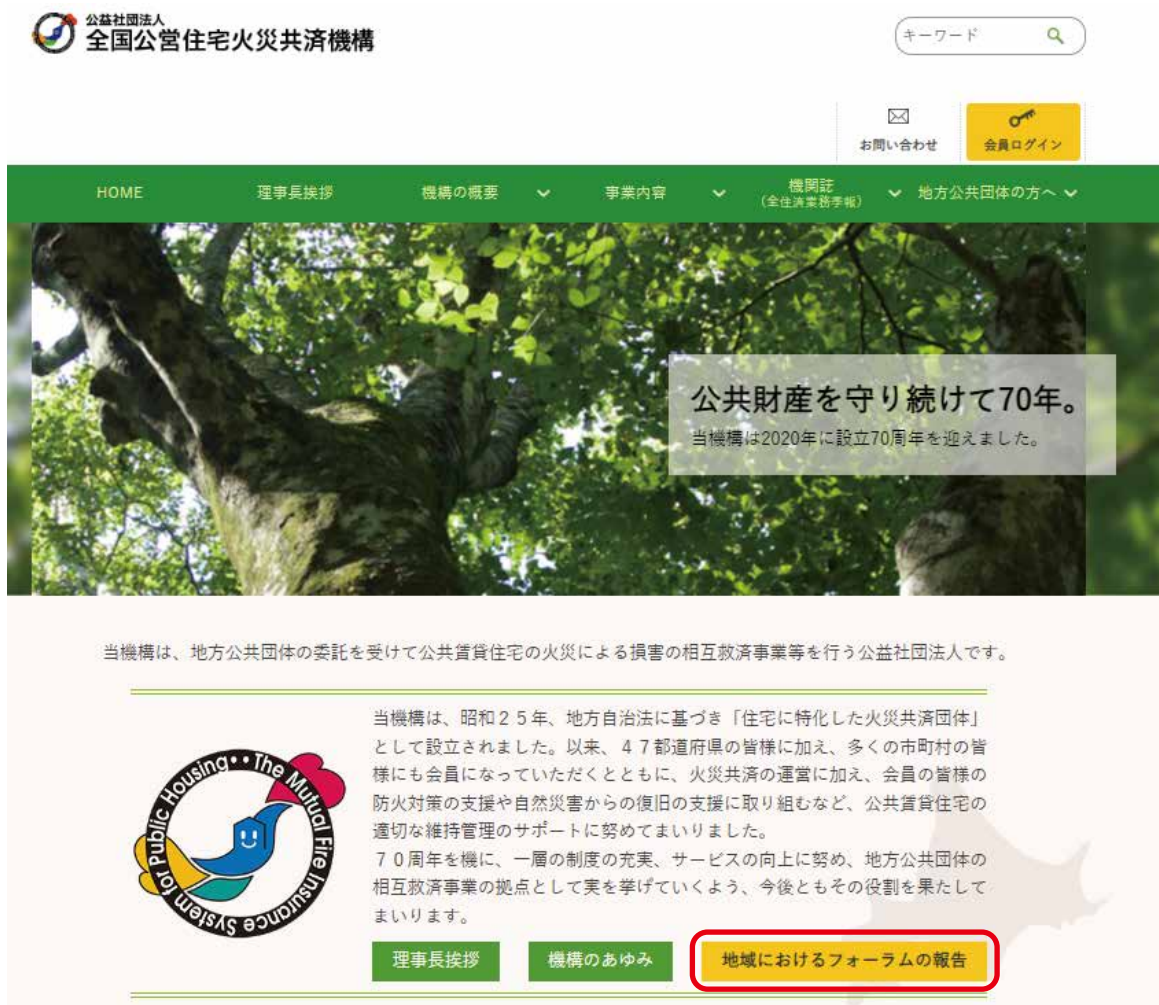 公益社団法人
全国公営住宅火災共済機構
キーワード
お問い合わせ
会員ログイン
HOME
理事長挨拶
機構の概要
事業内容
機関誌
（全住済業務季報）
地方公共団体の方へ
公共財産を守り続けて70年。
当機構は2020年に設立70周年を迎えました。
当機構は、地方公共団体の委託を受けて公共賃貸住宅の火災による損害の相互救済事業等を行う公益社団法人です。
The Mutual Fire Insurance System for Public Housing
当機構は、昭和２５年、地方自治法に基づき「住宅に特化した火災共済団体」
として設立されました。以来、４７都道府県の皆様に加え、多くの市町村の皆
様にも会員になっていただくとともに、火災共済の運営に加え、会員の皆様の
防火対策の支援や自然災害からの復旧の支援に取り組むなど、公共賃貸住宅の
適切な維持管理のサポートに努めてまいりました。
７０周年を機に、一層の制度の充実、サービスの向上に努め、地方公共団体の
相互救済事業の拠点として実を挙げていくよう、今後ともその役割を果たして
まいります。
理事長挨拶
機構のあゆみ
地域におけるフォーラムの報告